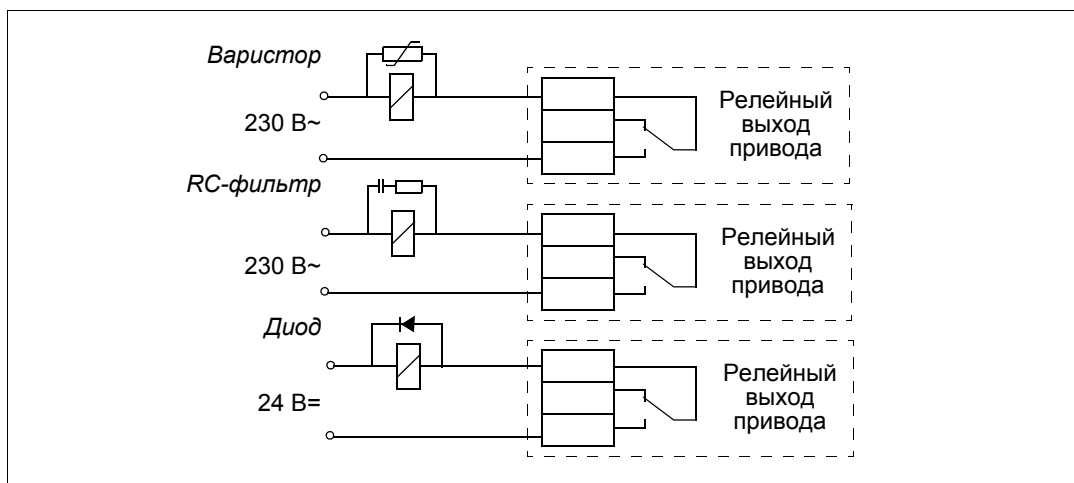 Варистор
230 В~
Релейный
выход
привода
RC-фильтр
230 В~
Релейный
выход
привода
Диод
24 В=
Релейный
выход
привода